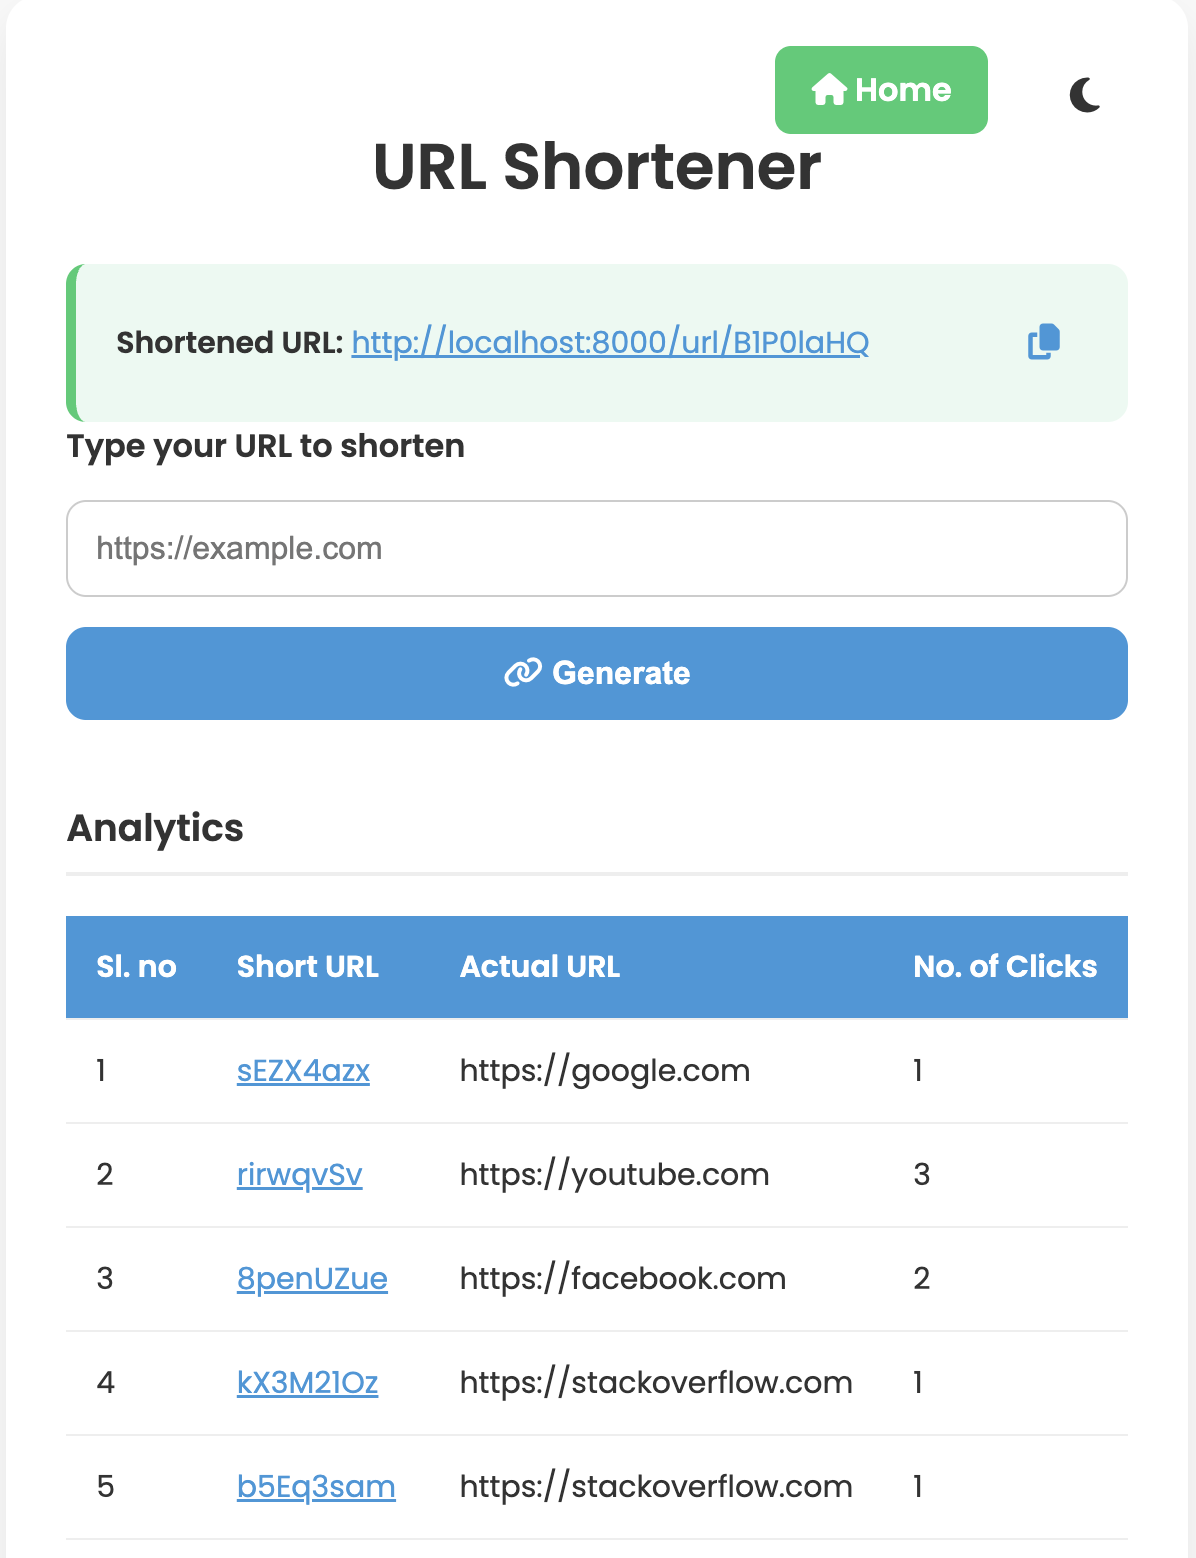 Home
URL Shortener
Shortened URL: http://localhost:8000/url/B1P0laHQ
Type your URL to shorten
https://example.com
Generate
Analytics
Sl. no Short URL Actual URL No. of Clicks
1 sEZX4azx https://google.com 1
2 rirwqvSv https://youtube.com 3
3 8penUZue https://facebook.com 2
4 kX3M21Oz https://stackoverflow.com 1
5 b5Eq3sam https://stackoverflow.com 1